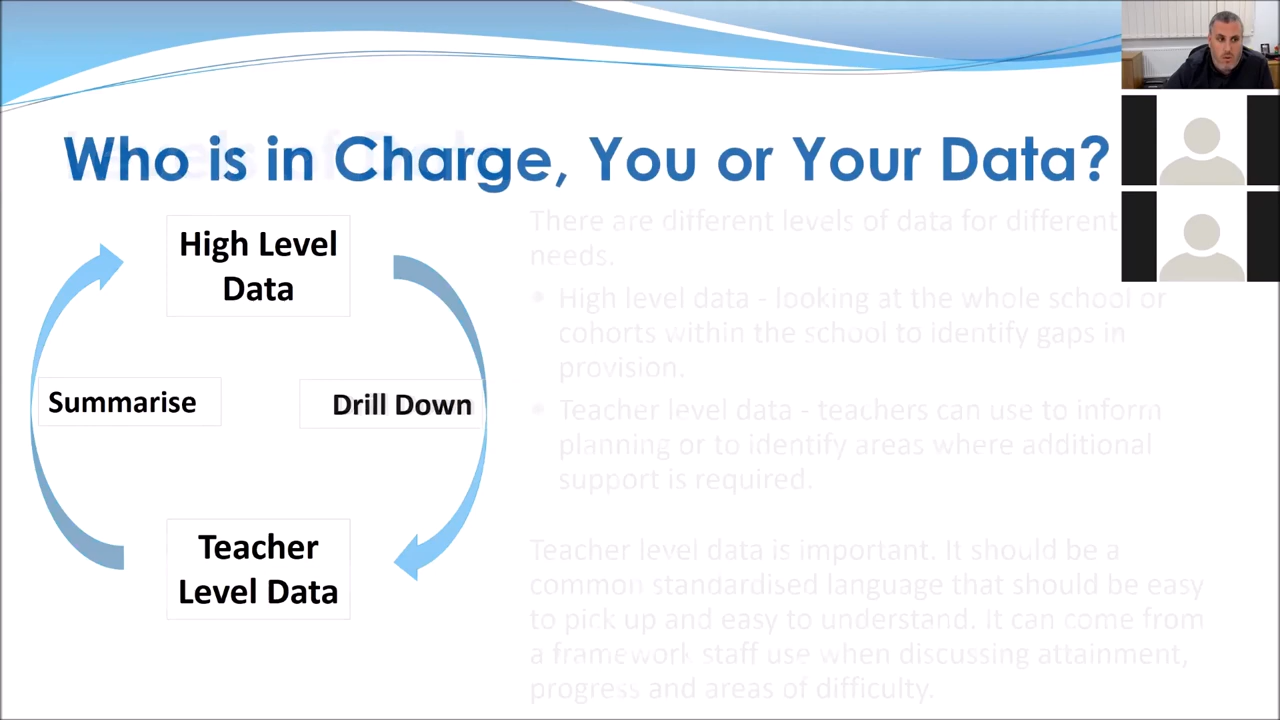 Who is in Charge, You or Your Data?
High Level
Data
Summarise
Drill Down
Teacher
Level Data
There are different levels of data for different
needs.
• High level data - looking at the whole school or
cohorts within the school to identify gaps in
provision.
• Teacher level data - teachers can use to inform
planning or to identify areas where additional
support is required.
Teacher level data is important. It should be a
common standardised language that should be easy
to pick up and easy to understand. It can come from
a framework staff use when discussing attainment,
progress and areas of difficulty.